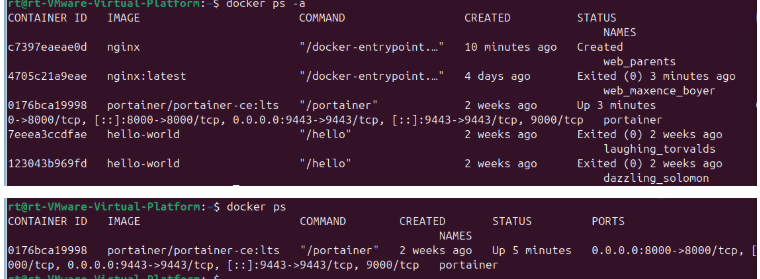 rt@rt-VMware-Virtual-Platform:~$ docker ps -a
CONTAINER ID   IMAGE                        COMMAND                  CREATED          STATUS
NAMES
c7397eaeae0d   nginx                        "/docker-entrypoint.…"   10 minutes ago   Created
web_parents
4705c21a9eae   nginx:latest                 "/docker-entrypoint.…"   4 days ago       Exited (0) 3 minutes ago
web_maxence_boyer
0176bca19998   portainer/portainer-ce:lts   "/portainer"             2 weeks ago      Up 3 minutes
0->8000/tcp, [::]:8000->8000/tcp, 0.0.0.0:9443->9443/tcp, [::]:9443->9443/tcp, 9000/tcp   portainer
7eeea3ccdfae   hello-world                  "/hello"                 2 weeks ago      Exited (0) 2 weeks ago
laughing_torvalds
123043b969fd   hello-world                  "/hello"                 2 weeks ago      Exited (0) 2 weeks ago
dazzling_solomon
rt@rt-VMware-Virtual-Platform:~$ docker ps
CONTAINER ID   IMAGE                        COMMAND        CREATED       STATUS         PORTS
NAMES
0176bca19998   portainer/portainer-ce:lts   "/portainer"   2 weeks ago   Up 5 minutes   0.0.0.0:8000->8000/tcp, [
000/tcp, 0.0.0.0:9443->9443/tcp, [::]:9443->9443/tcp, 9000/tcp   portainer